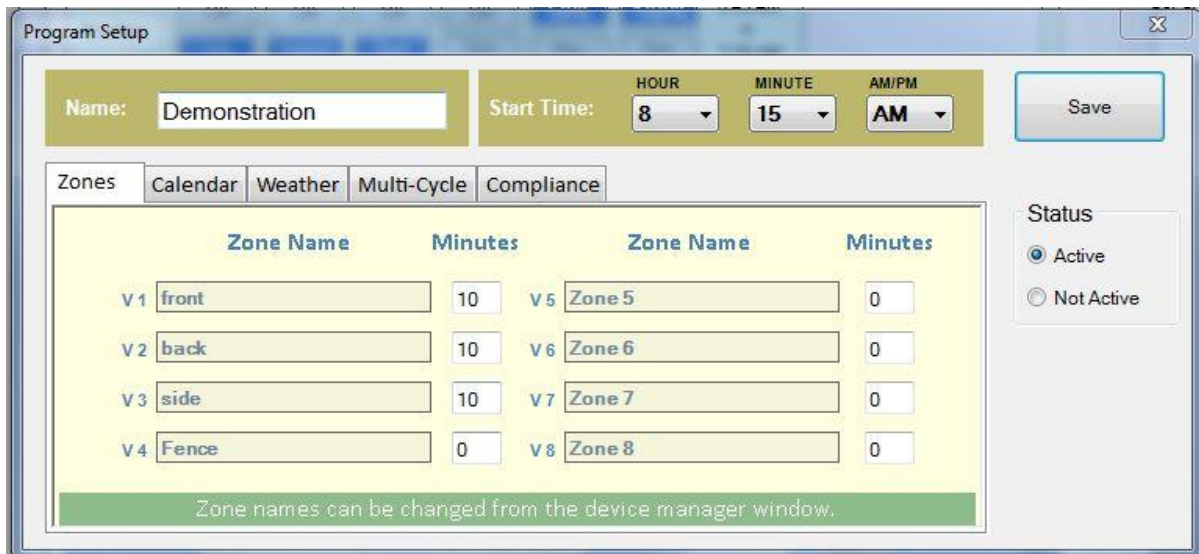 Program Setup
HOUR MINUTE AM/PM
Name: Demonstration Start Time: 8 15 AM Save
Zones Calendar Weather Multi-Cycle Compliance
Status
Zone Name Minutes Zone Name Minutes
Active
V 1 front 10 V 5 Zone 5 0
Not Active
V 2 back 10 V 6 Zone 6 0
V 3 side 10 V 7 Zone 7 0
V 4 Fence 0 V 8 Zone 8 0
Zone names can be changed from the device manager window.